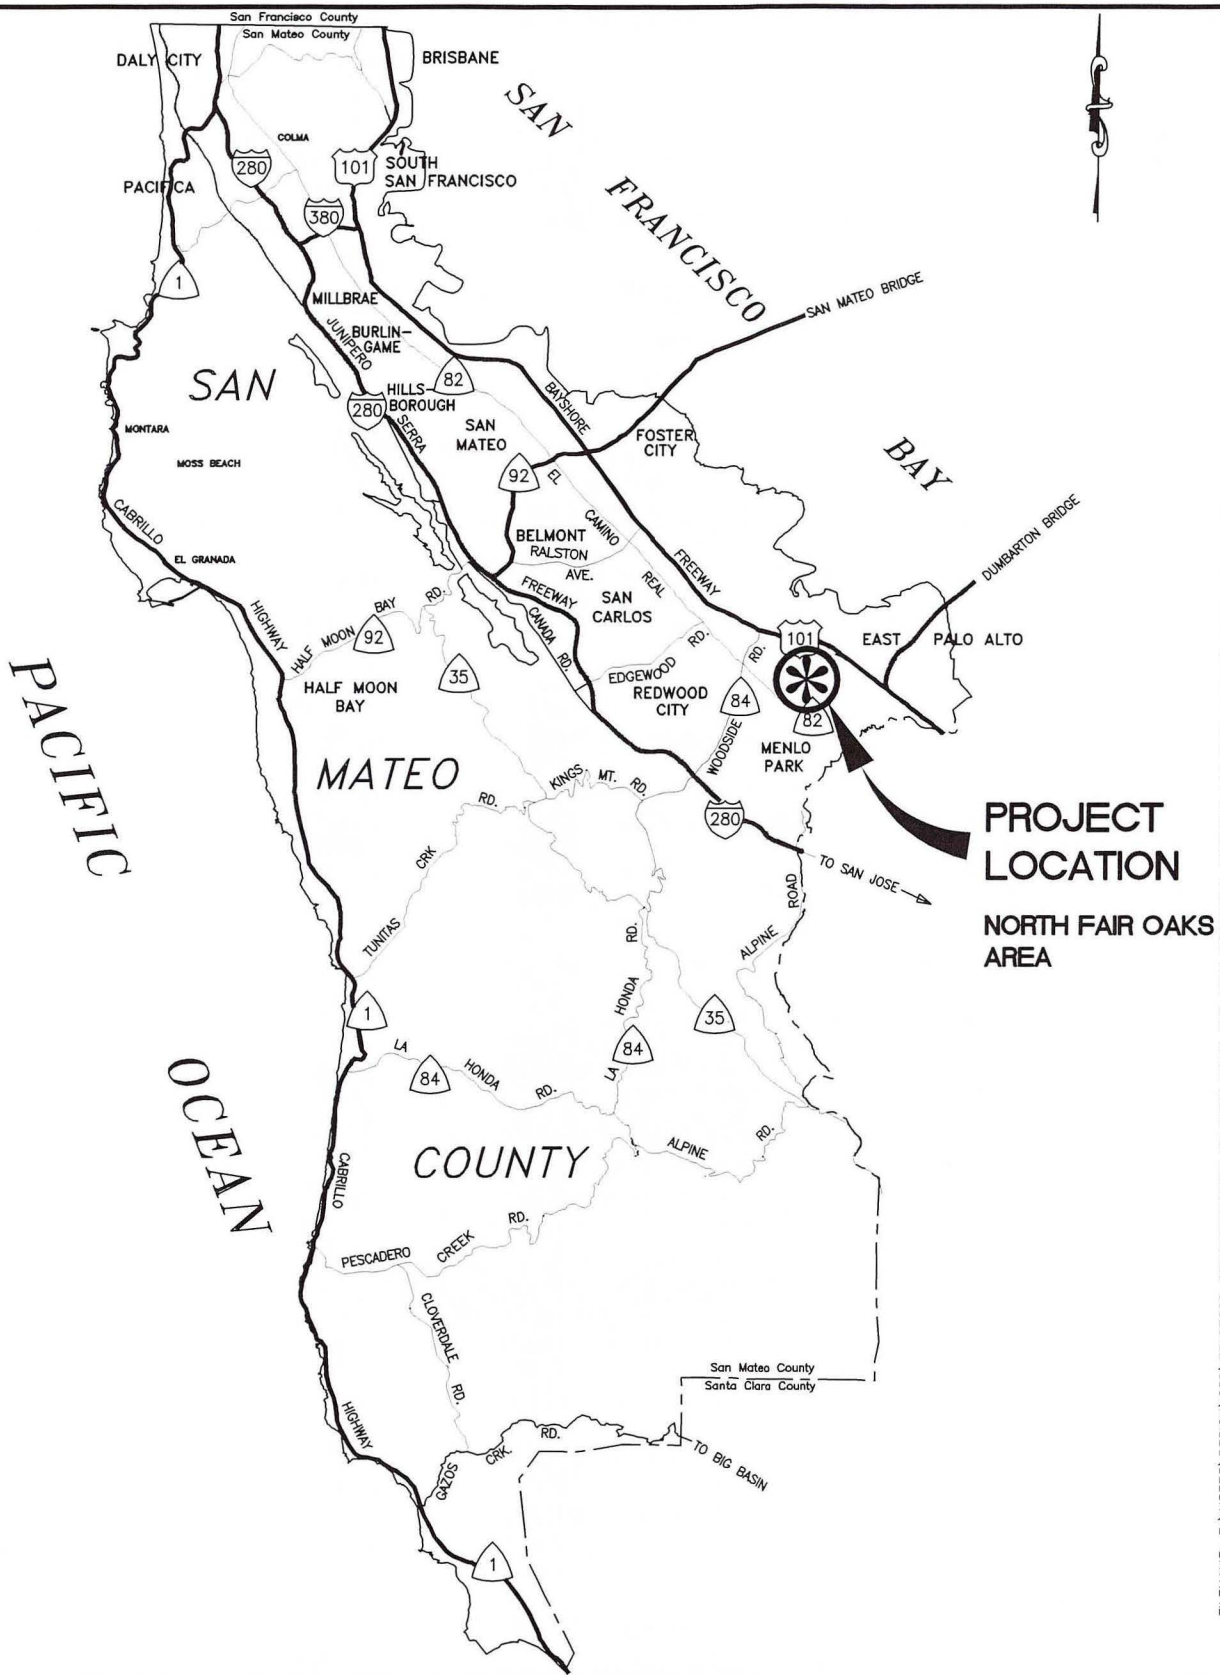 San Francisco County
San Mateo County
DALY CITY
BRISBANE
SAN
FRANCISCO
BAY
COLMA
280
101
SOUTH
SAN FRANCISCO
PACIFICA
380
1
MILLBRAE
SAN MATEO BRIDGE
JUNIPERO
BURLIN-
GAME
82
SAN
HILLS-
BOROUGH
280
SERRA
BAYSHORE
MONTARA
SAN
MATEO
FOSTER
CITY
MOSS BEACH
92
EL
CABRILLO
CAMINO
DUMBARTON BRIDGE
BELMONT
RALSTON
AVE.
EL GRANADA
REAL
FREEWAY
FREEWAY
SAN
CARLOS
HIGHWAY
HALF MOON BAY RD.
92
CANADA RD.
101
EAST PALO ALTO
35
EDGEWOOD RD.
RD.
HALF MOON
BAY
REDWOOD
CITY
84
82
WOODSIDE
MENLO
PARK
PACIFIC
MATEO
KINGS MT. RD.
RD.
280
PROJECT
LOCATION
TO SAN JOSE
CRK
TUNITAS
ROAD
ALPINE
NORTH FAIR OAKS
AREA
RD.
HONDA
LA
1
35
84
LA
84
HONDA
RD.
OCEAN
COUNTY
ALPINE
RD.
CABRILLO
PESCADERO
CREEK
RD.
CLOVERDALE
RD.
San Mateo County
Santa Clara County
HIGHWAY
GAZOS
CRK.
RD.
TO BIG BASIN
1